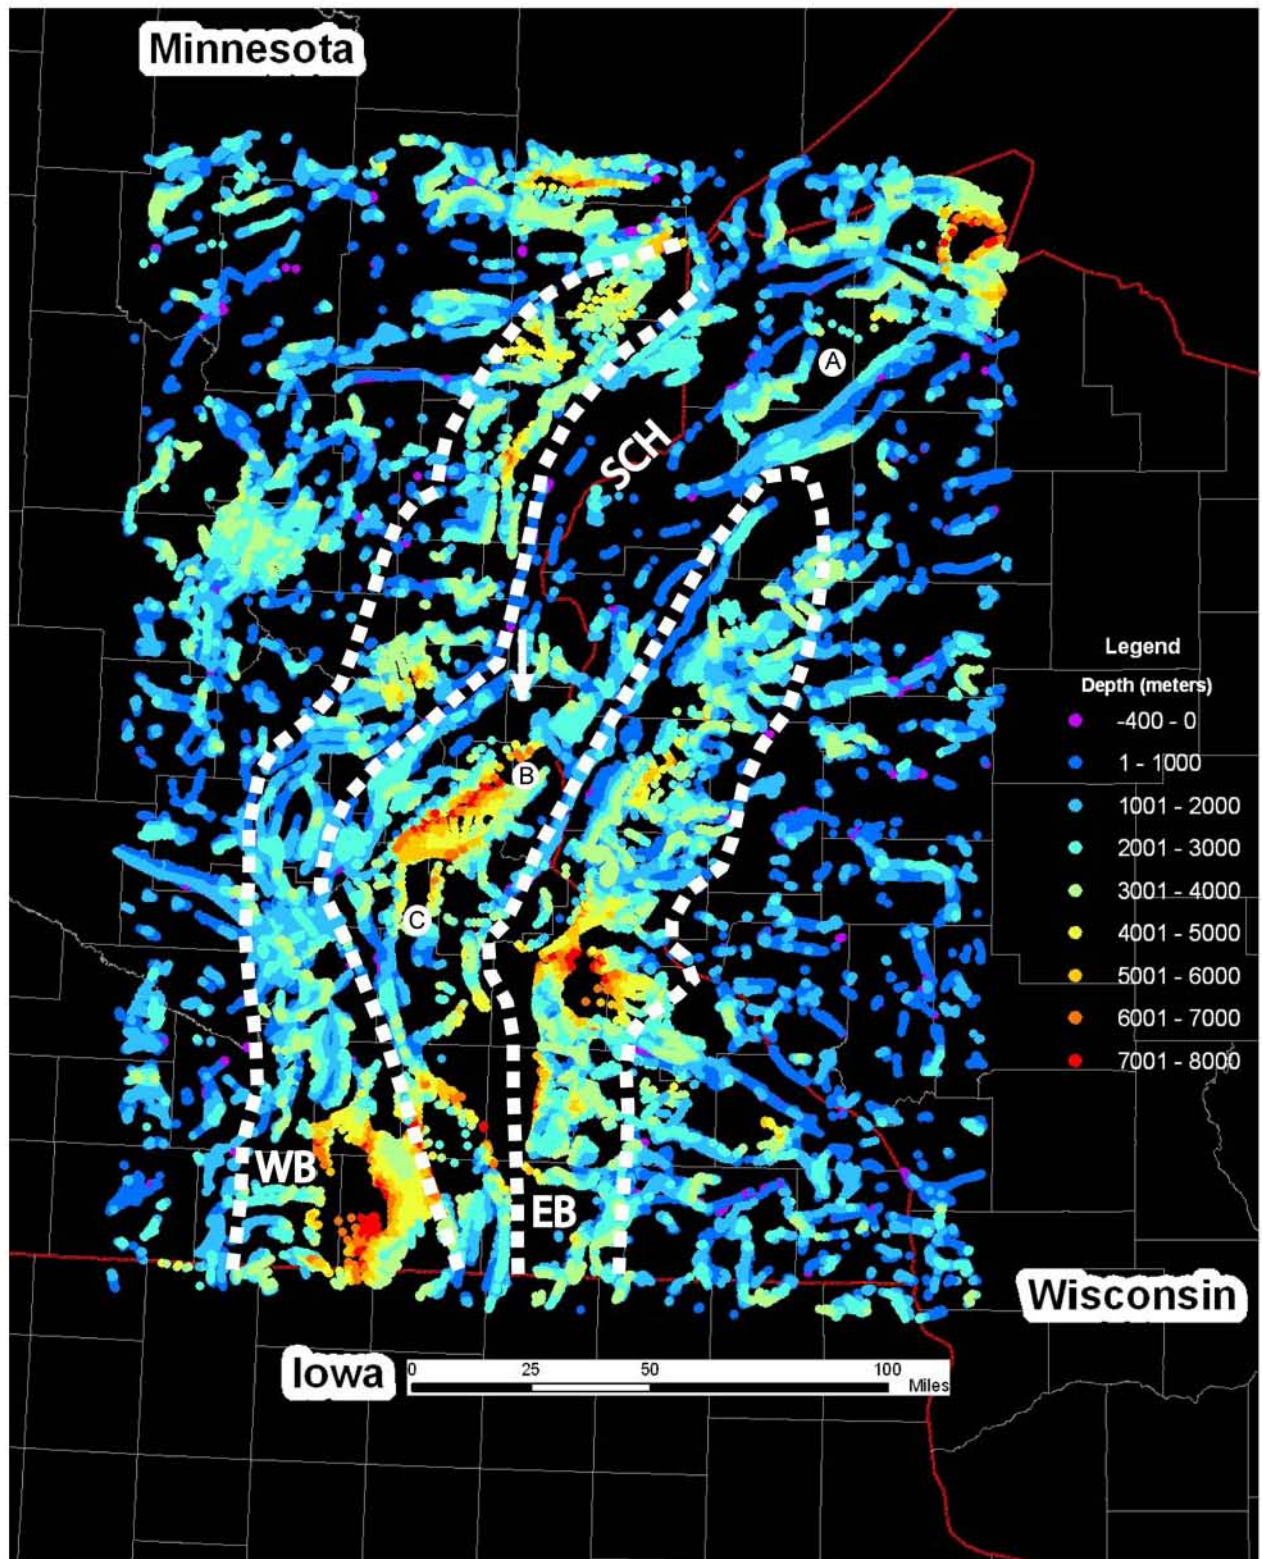 Minnesota
A
SCH
Legend
Depth (meters)
-400 - 0
1 - 1000
B
1001 - 2000
2001 - 3000
3001 - 4000
C
4001 - 5000
5001 - 6000
6001 - 7000
7001 - 8000
WB
EB
Wisconsin
Iowa
0 25 50 100
Miles